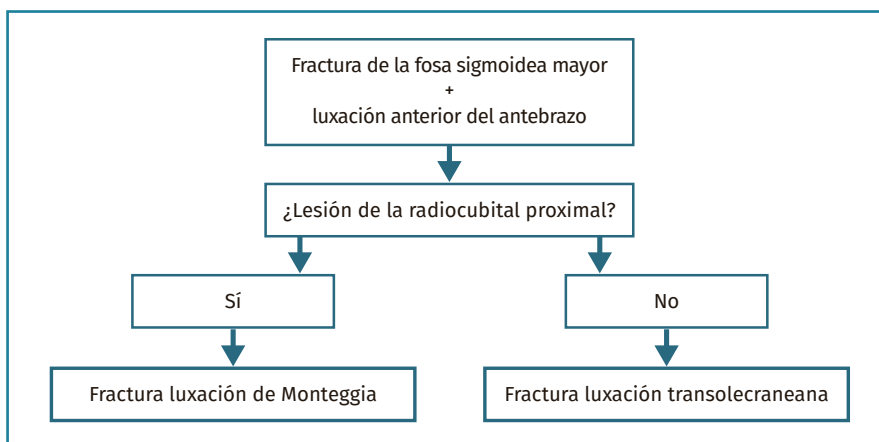 Fractura de la fosa sigmoidea mayor
+
luxación anterior del antebrazo
¿Lesión de la radiocubital proximal?
Sí
No
Fractura luxación de Monteggia
Fractura luxación transolecraneana